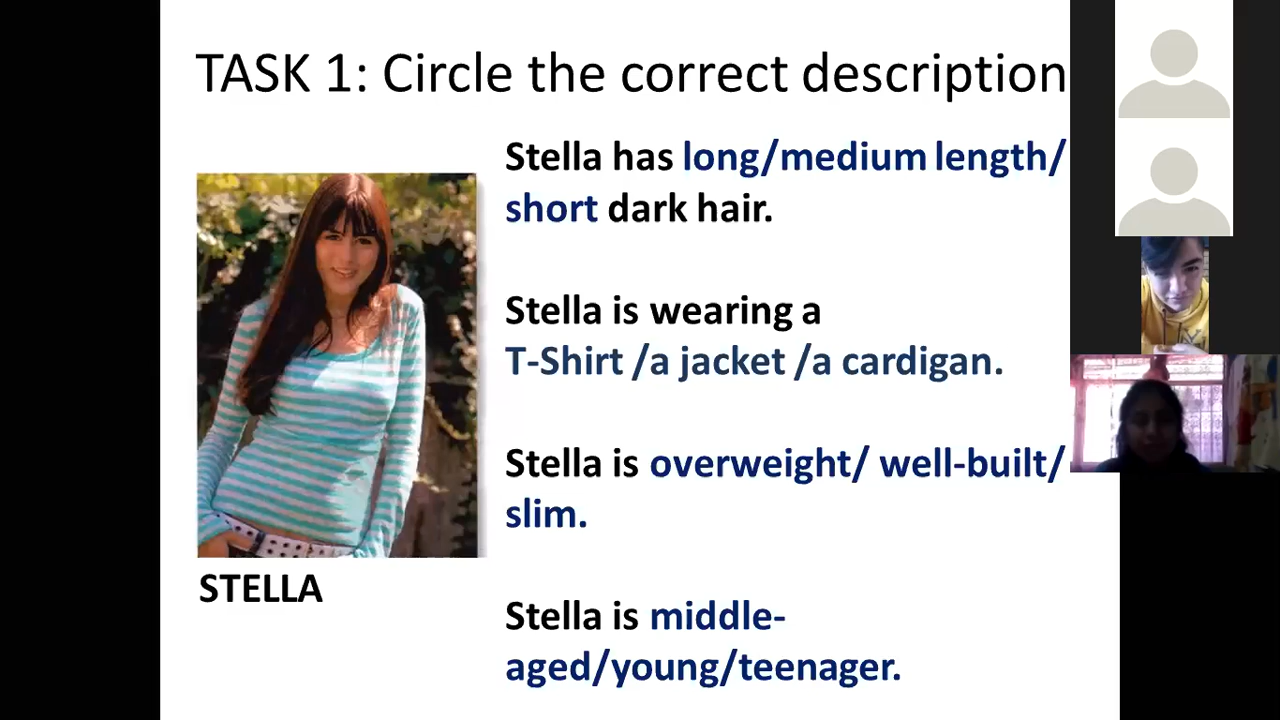 TASK 1: Circle the correct description
Stella has long/medium length/
short dark hair.
Stella is wearing a
T-Shirt /a jacket /a cardigan.
Stella is overweight/ well-built/
slim.
STELLA
Stella is middle-
aged/young/teenager.